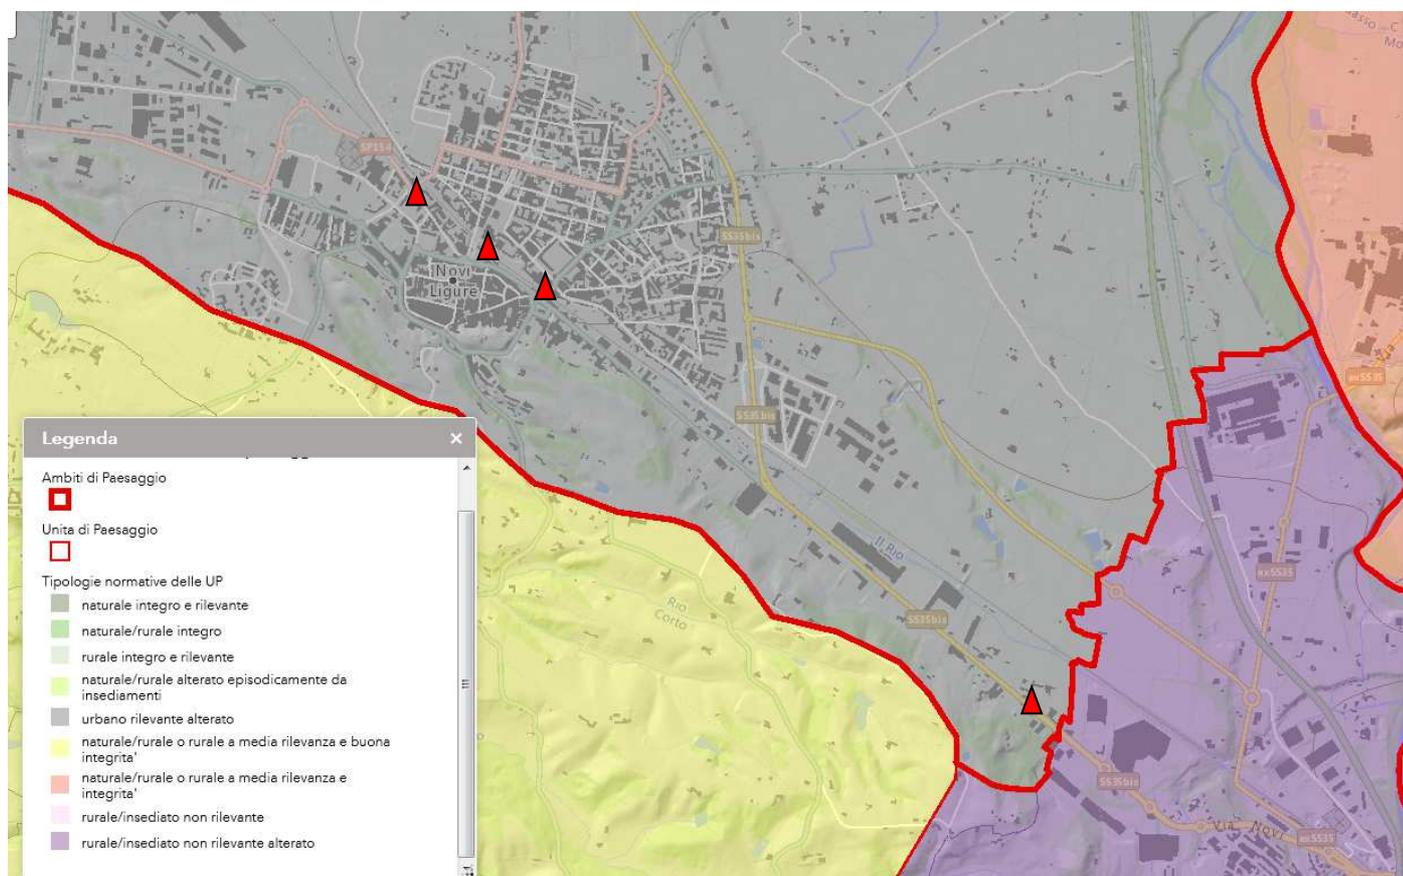 SP154
SS35bis
Novi
Ligure
SS35bis
exSS35
Il Rio
exSS35
Rio
Corto
SS35bis
SS35bis
Via Novi
exSS35
Legenda
Ambiti di Paesaggio
Unita di Paesaggio
Tipologie normative delle UP
naturale integro e rilevante
naturale/rurale integro
rurale integro e rilevante
naturale/rurale alterato episodicamente da
insediamenti
urbano rilevante alterato
naturale/rurale o rurale a media rilevanza e buona
integrita'
naturale/rurale o rurale a media rilevanza e
integrita'
rurale/insediato non rilevante
rurale/insediato non rilevante alterato